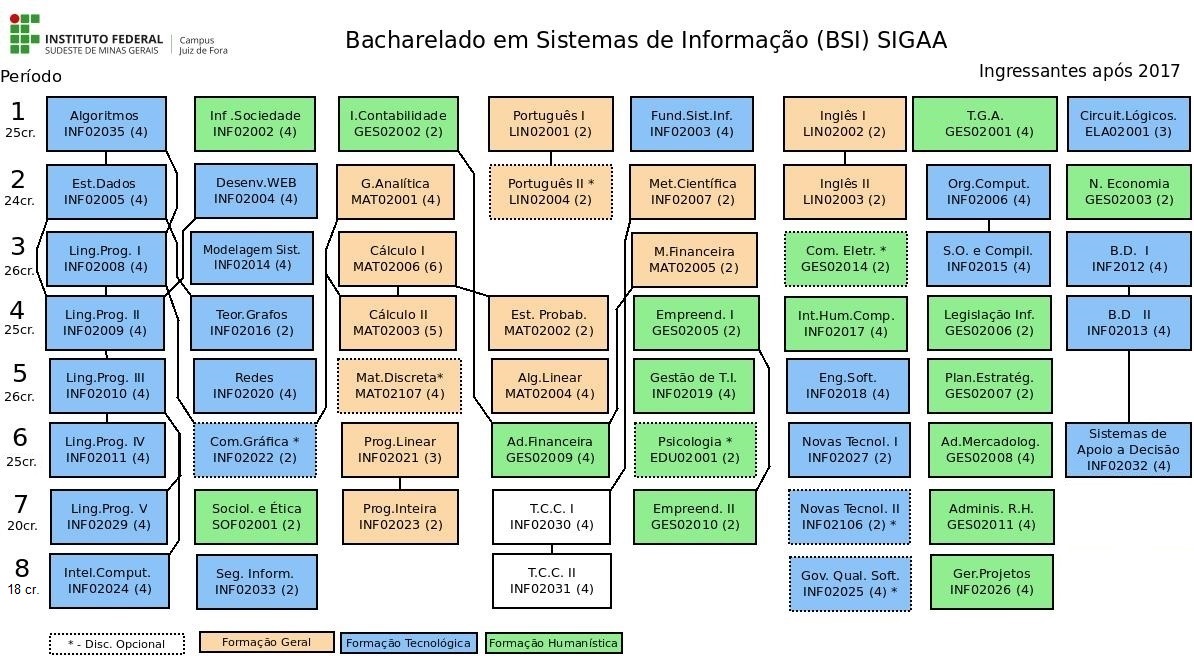 INSTITUTO FEDERAL
SUDESTE DE MINAS GERAIS
Campus
Juiz de Fora
Bacharelado em Sistemas de Informação (BSI) SIGAA
Ingressantes após 2017
Período
1
25cr.
Algoritmos
INF02035 (4)
Inf .Sociedade
INF02002 (4)
I.Contabilidade
GES02002 (2)
Português I
LIN02001 (2)
Fund.Sist.Inf.
INF02003 (4)
Inglês I
LIN02002 (2)
T.G.A.
GES02001 (4)
Circuit.Lógicos.
ELA02001 (3)
2
24cr.
Est.Dados
INF02005 (4)
Desenv.WEB
INF02004 (4)
G.Analítica
MAT02001 (4)
Português II *
LIN02004 (2)
Met.Científica
INF02007 (2)
Inglês II
LIN02003 (2)
Org.Comput.
INF02006 (4)
N. Economia
GES02003 (2)
3
26cr.
Ling.Prog. I
INF02008 (4)
Modelagem Sist.
INF02014 (4)
Cálculo I
MAT02006 (6)
M.Financeira
MAT02005 (2)
Com. Eletr. *
GES02014 (2)
S.O. e Compil.
INF02015 (4)
B.D. I
INF2012 (4)
4
25cr.
Ling.Prog. II
INF02009 (4)
Teor.Grafos
INF02016 (2)
Cálculo II
MAT02003 (5)
Est. Probab.
MAT02002 (2)
Empreend. I
GES02005 (2)
Int.Hum.Comp.
INF02017 (4)
Legislação Inf.
GES02006 (2)
B.D II
INF02013 (4)
5
26cr.
Ling.Prog. III
INF02010 (4)
Redes
INF02020 (4)
Mat.Discreta*
MAT02107 (4)
Alg.Linear
MAT02004 (4)
Gestão de T.I.
INF02019 (4)
Eng.Soft.
INF02018 (4)
Plan.Estratég.
GES02007 (2)
6
25cr.
Ling.Prog. IV
INF02011 (4)
Com.Gráfica *
INF02022 (2)
Prog.Linear
INF02021 (3)
Ad.Financeira
GES02009 (4)
Psicologia *
EDU02001 (2)
Novas Tecnol. I
INF02027 (2)
Ad.Mercadolog.
GES02008 (4)
Sistemas de
Apoio a Decisão
INF02032 (4)
7
20cr.
Ling.Prog. V
INF02029 (4)
Sociol. e Ética
SOF02001 (2)
Prog.Inteira
INF02023 (2)
T.C.C. I
INF02030 (4)
Empreend. II
GES02010 (2)
Novas Tecnol. II
INF02106 (2) *
Adminis. R.H.
GES02011 (4)
8
18 cr.
Intel.Comput.
INF02024 (4)
Seg. Inform.
INF02033 (2)
T.C.C. II
INF02031 (4)
Gov. Qual. Soft.
INF02025 (4) *
Ger.Projetos
INF02026 (4)
* - Disc. Opcional
Formação Geral
Formação Tecnológica
Formação Humanística